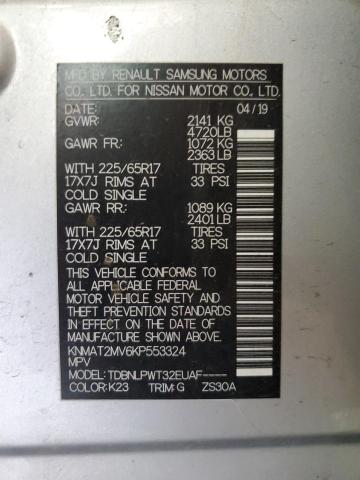 MFD BY RENAULT SAMSUNG MOTORS
CO., LTD. FOR NISSAN MOTOR CO., LTD.
DATE: 04/19
GVWR: 2141 KG
4720LB
GAWR FR: 1072 KG
2363 LB
WITH 225/65R17 TIRES
17X7J RIMS AT 33 PSI
COLD SINGLE
GAWR RR: 1089 KG
2401 LB
WITH 225/65R17 TIRES
17X7J RIMS AT 33 PSI
COLD SINGLE
THIS VEHICLE CONFORMS TO
ALL APPLICABLE FEDERAL
MOTOR VEHICLE SAFETY AND
THEFT PREVENTION STANDARDS
IN EFFECT ON THE DATE OF
MANUFACTURE SHOWN ABOVE.
KNMAT2MV6KP553324
MPV
MODEL: TDBNLPWT32EUAF-----
COLOR: K23 TRIM: G ZS30A